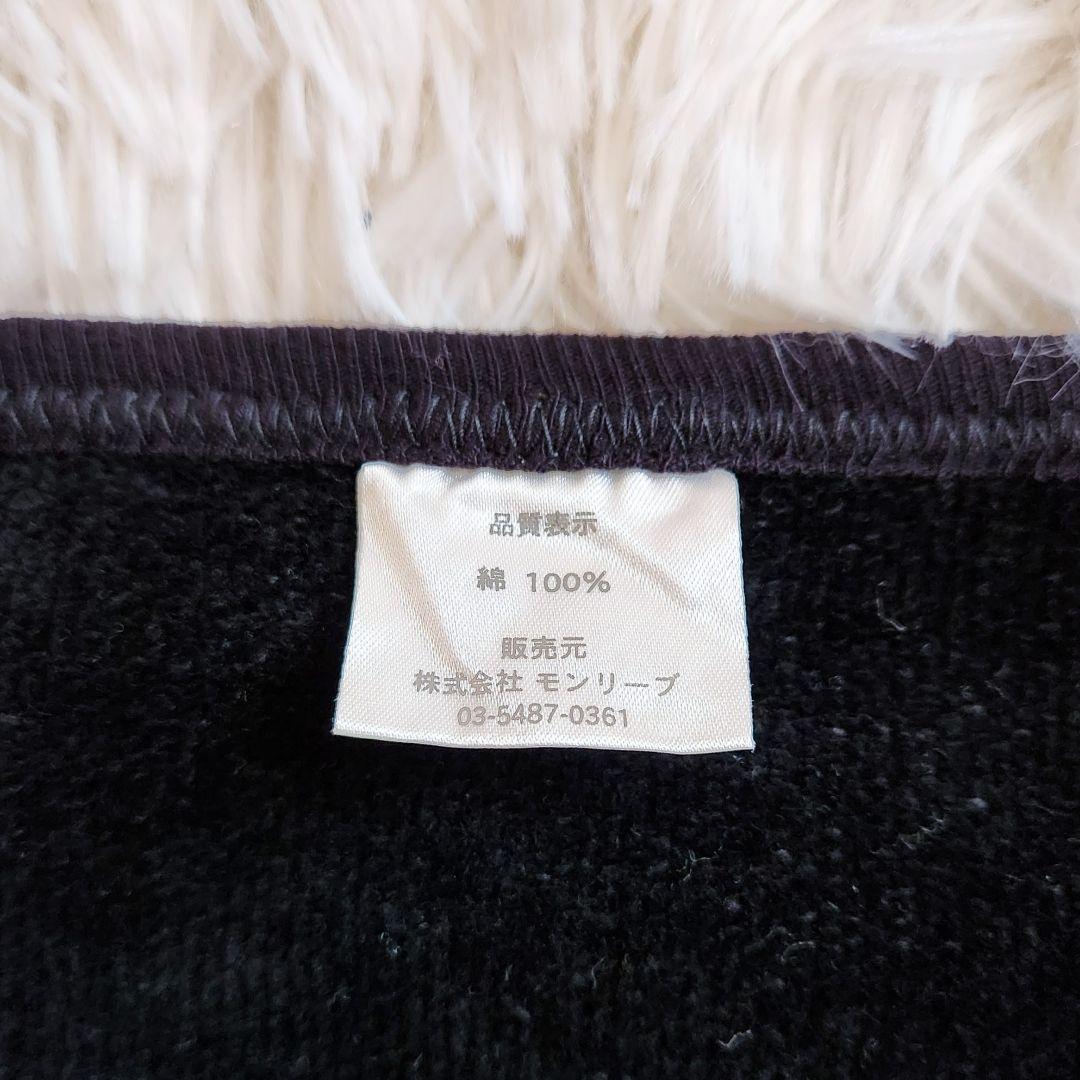 品質表示
綿 100%
販売元
株式会社 モンリーブ
03-5487-0361